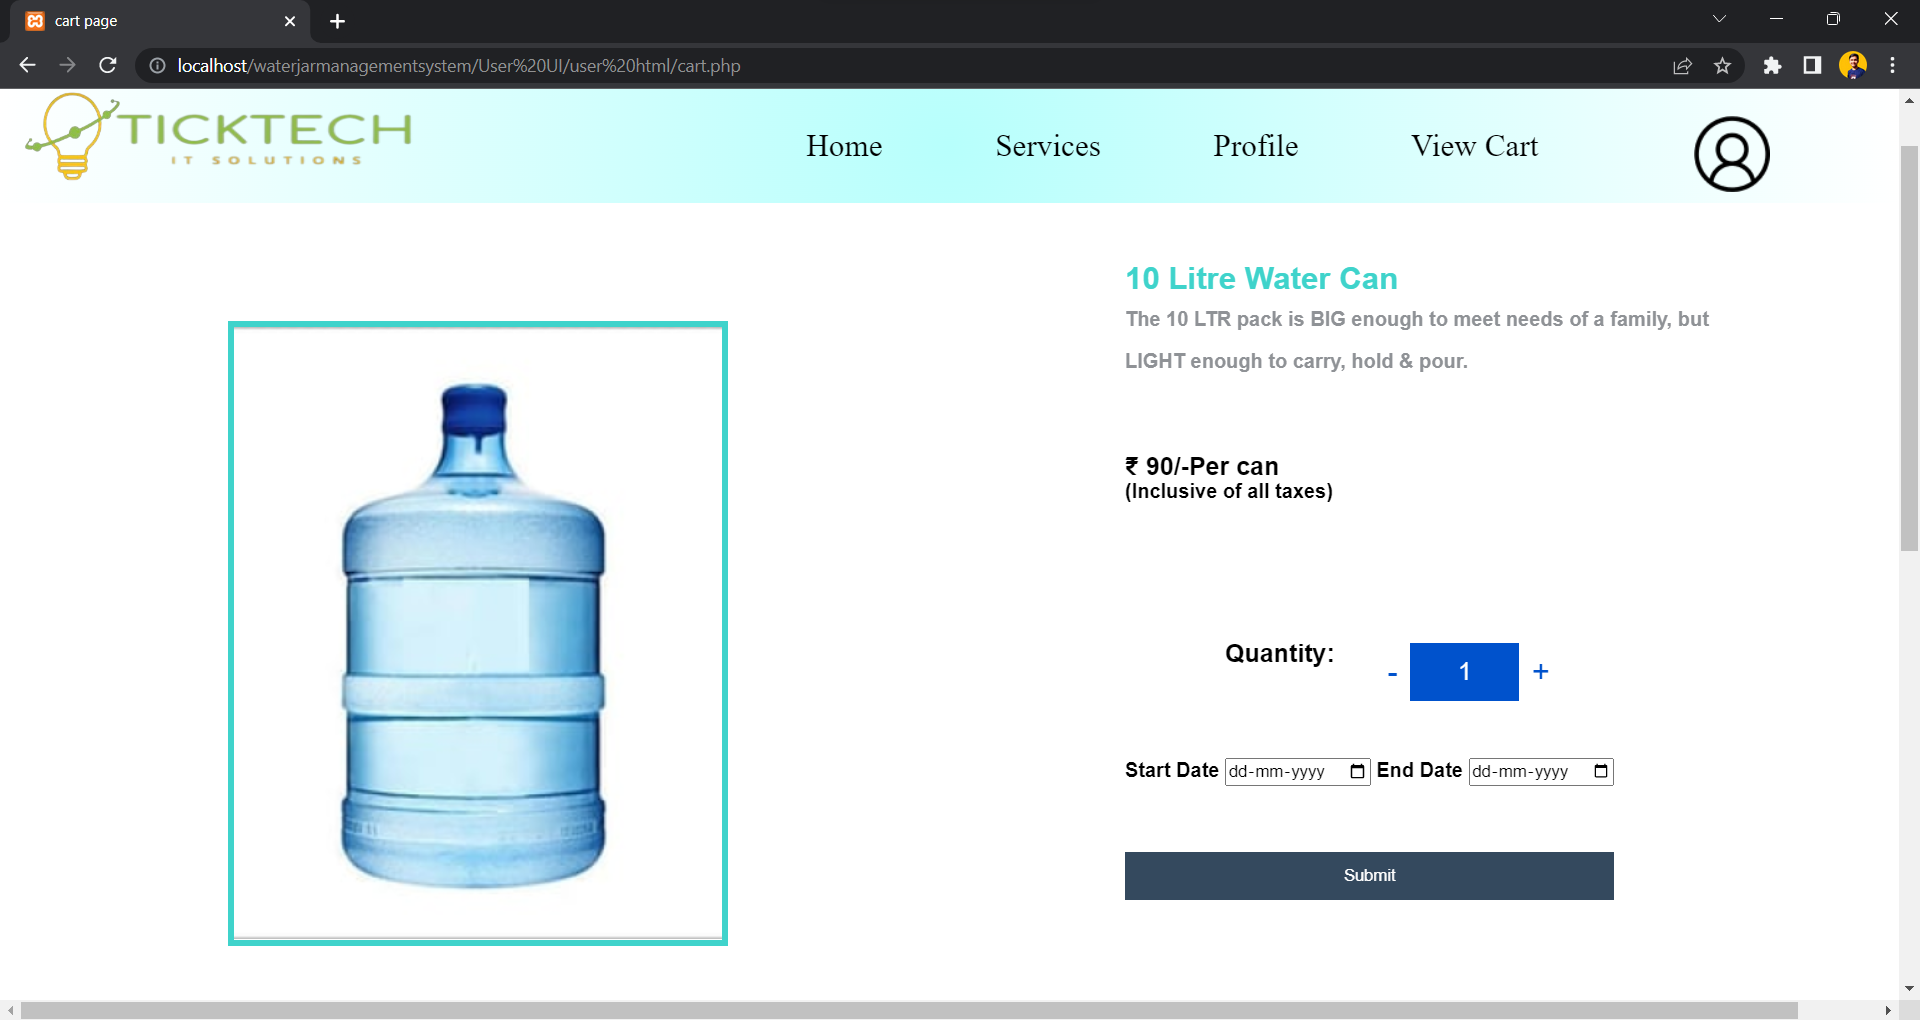 cart page
localhost/waterjarmanagementsystem/User%20UI/user%20html/cart.php
TICKTECH
IT SOLUTIONS
Home Services Profile View Cart
10 Litre Water Can
The 10 LTR pack is BIG enough to meet needs of a family, but
LIGHT enough to carry, hold & pour.
₹ 90/-Per can
(Inclusive of all taxes)
Quantity: - 1 +
Start Date dd-mm-yyyy End Date dd-mm-yyyy
Submit